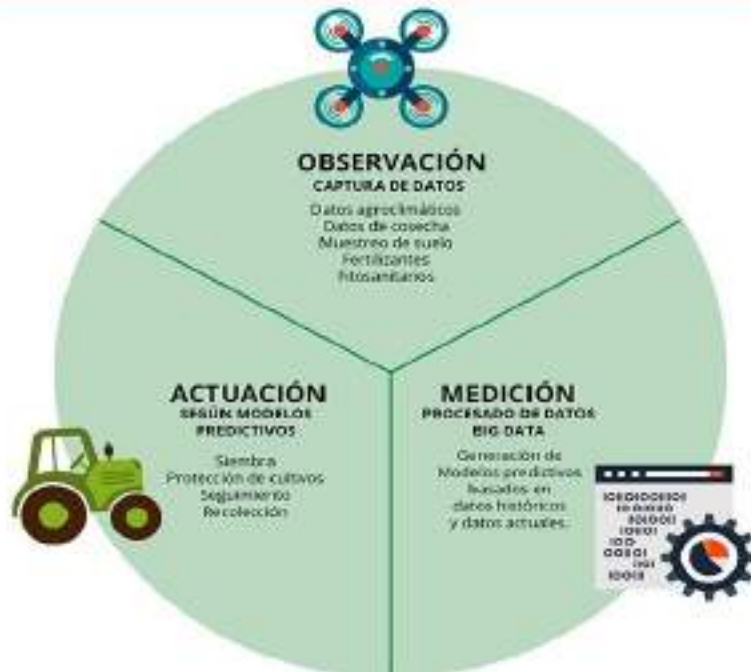 OBSERVACIÓN
CAPTURA DE DATOS
Datos agroclimáticos
Datos de cosecha
Muestreo de suelo
Fertilizantes
Fitosanitarios
ACTUACIÓN
SEGÚN MODELOS
PREDICTIVOS
Siembra
Protección de cultivos
Seguimiento
Recolección
MEDICIÓN
PROCESADO DE DATOS
BIG DATA
Generación de
Modelos predictivos
basados en
datos históricos
y datos actuales.